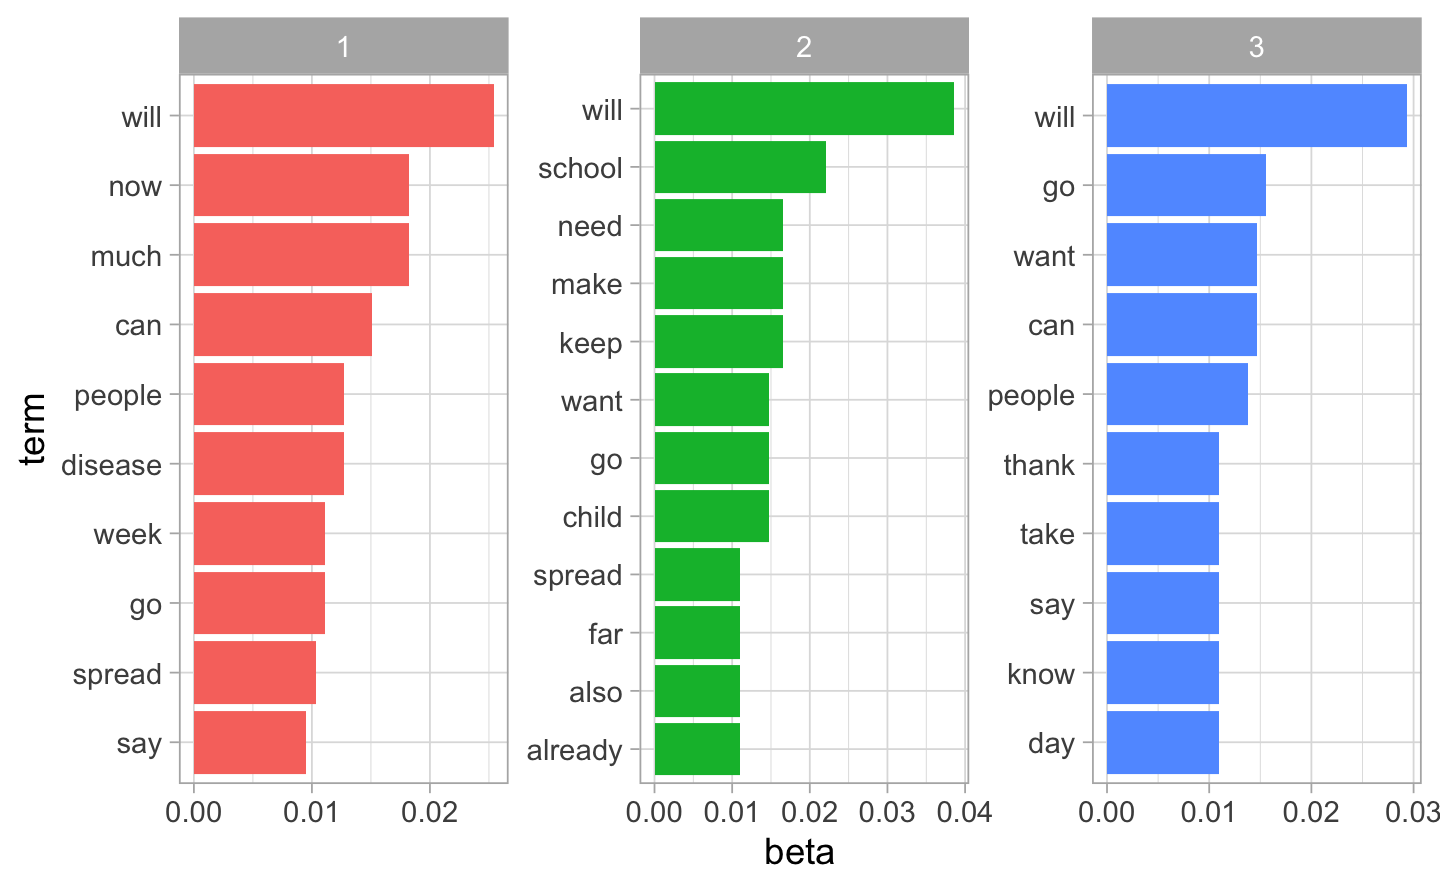 1
2
3
term
will
now
much
can
people
disease
week
go
spread
say
0.00
0.01
0.02
will
school
need
make
keep
want
go
child
spread
far
also
already
0.00
0.01
0.02
0.03
0.04
will
go
want
can
people
thank
take
say
know
day
0.00
0.01
0.02
0.03
beta